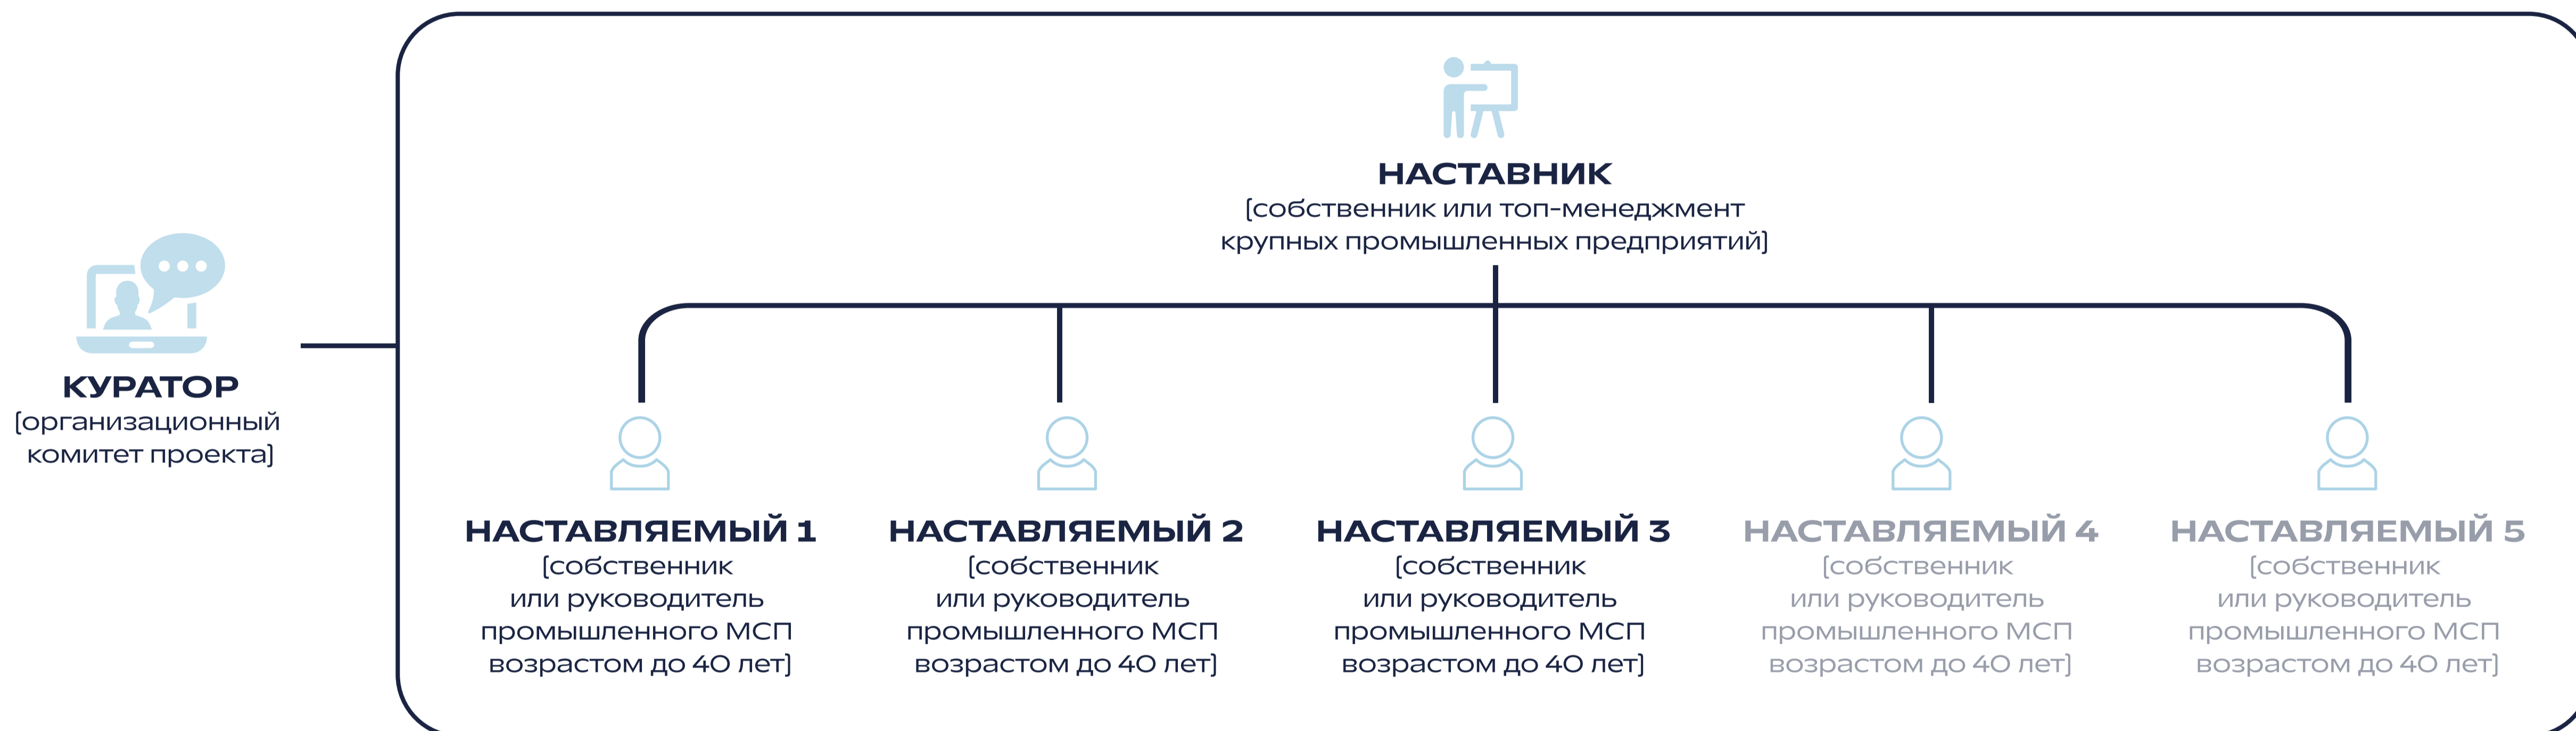 НАСТАВНИК
(собственник или топ-менеджмент
крупных промышленных предприятий)
КУРАТОР
(организационный
комитет проекта)
НАСТАВЛЯЕМЫЙ 1
(собственник
или руководитель
промышленного МСП
возрастом до 40 лет)
НАСТАВЛЯЕМЫЙ 2
(собственник
или руководитель
промышленного МСП
возрастом до 40 лет)
НАСТАВЛЯЕМЫЙ 3
(собственник
или руководитель
промышленного МСП
возрастом до 40 лет)
НАСТАВЛЯЕМЫЙ 4
(собственник
или руководитель
промышленного МСП
возрастом до 40 лет)
НАСТАВЛЯЕМЫЙ 5
(собственник
или руководитель
промышленного МСП
возрастом до 40 лет)